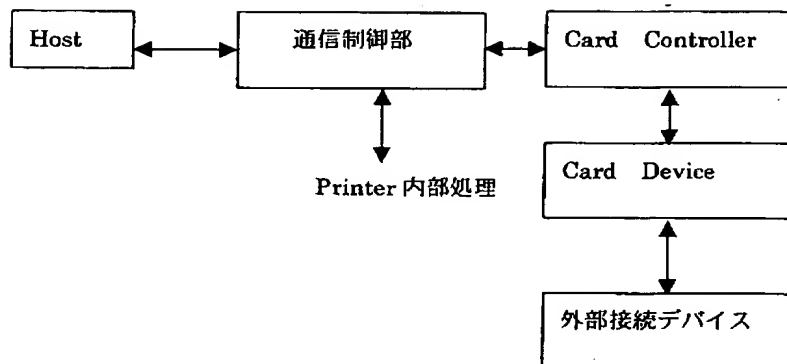 Host
通信制御部
Card Controller
Printer 内部処理
Card Device
外部接続デバイス